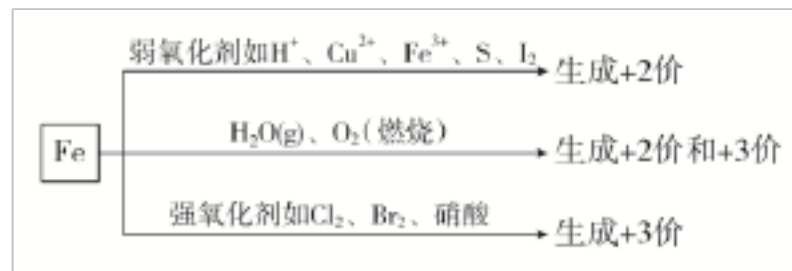 弱氧化剂如H⁺、Cu²⁺、Fe³⁺、S、I₂
生成+2价
Fe
H₂O(g)、O₂(燃烧)
生成+2价和+3价
强氧化剂如Cl₂、Br₂、硝酸
生成+3价